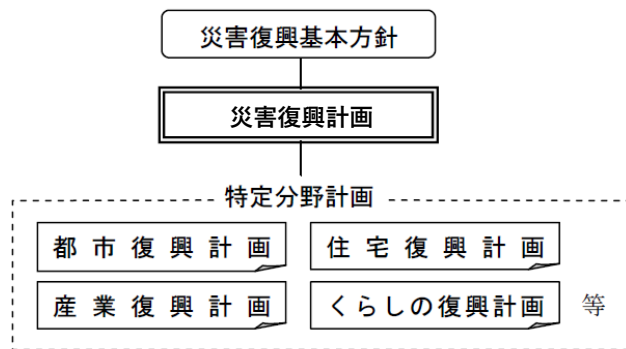 災害復興基本方針
災害復興計画
特定分野計画
都市復興計画
住宅復興計画
産業復興計画
くらしの復興計画 等